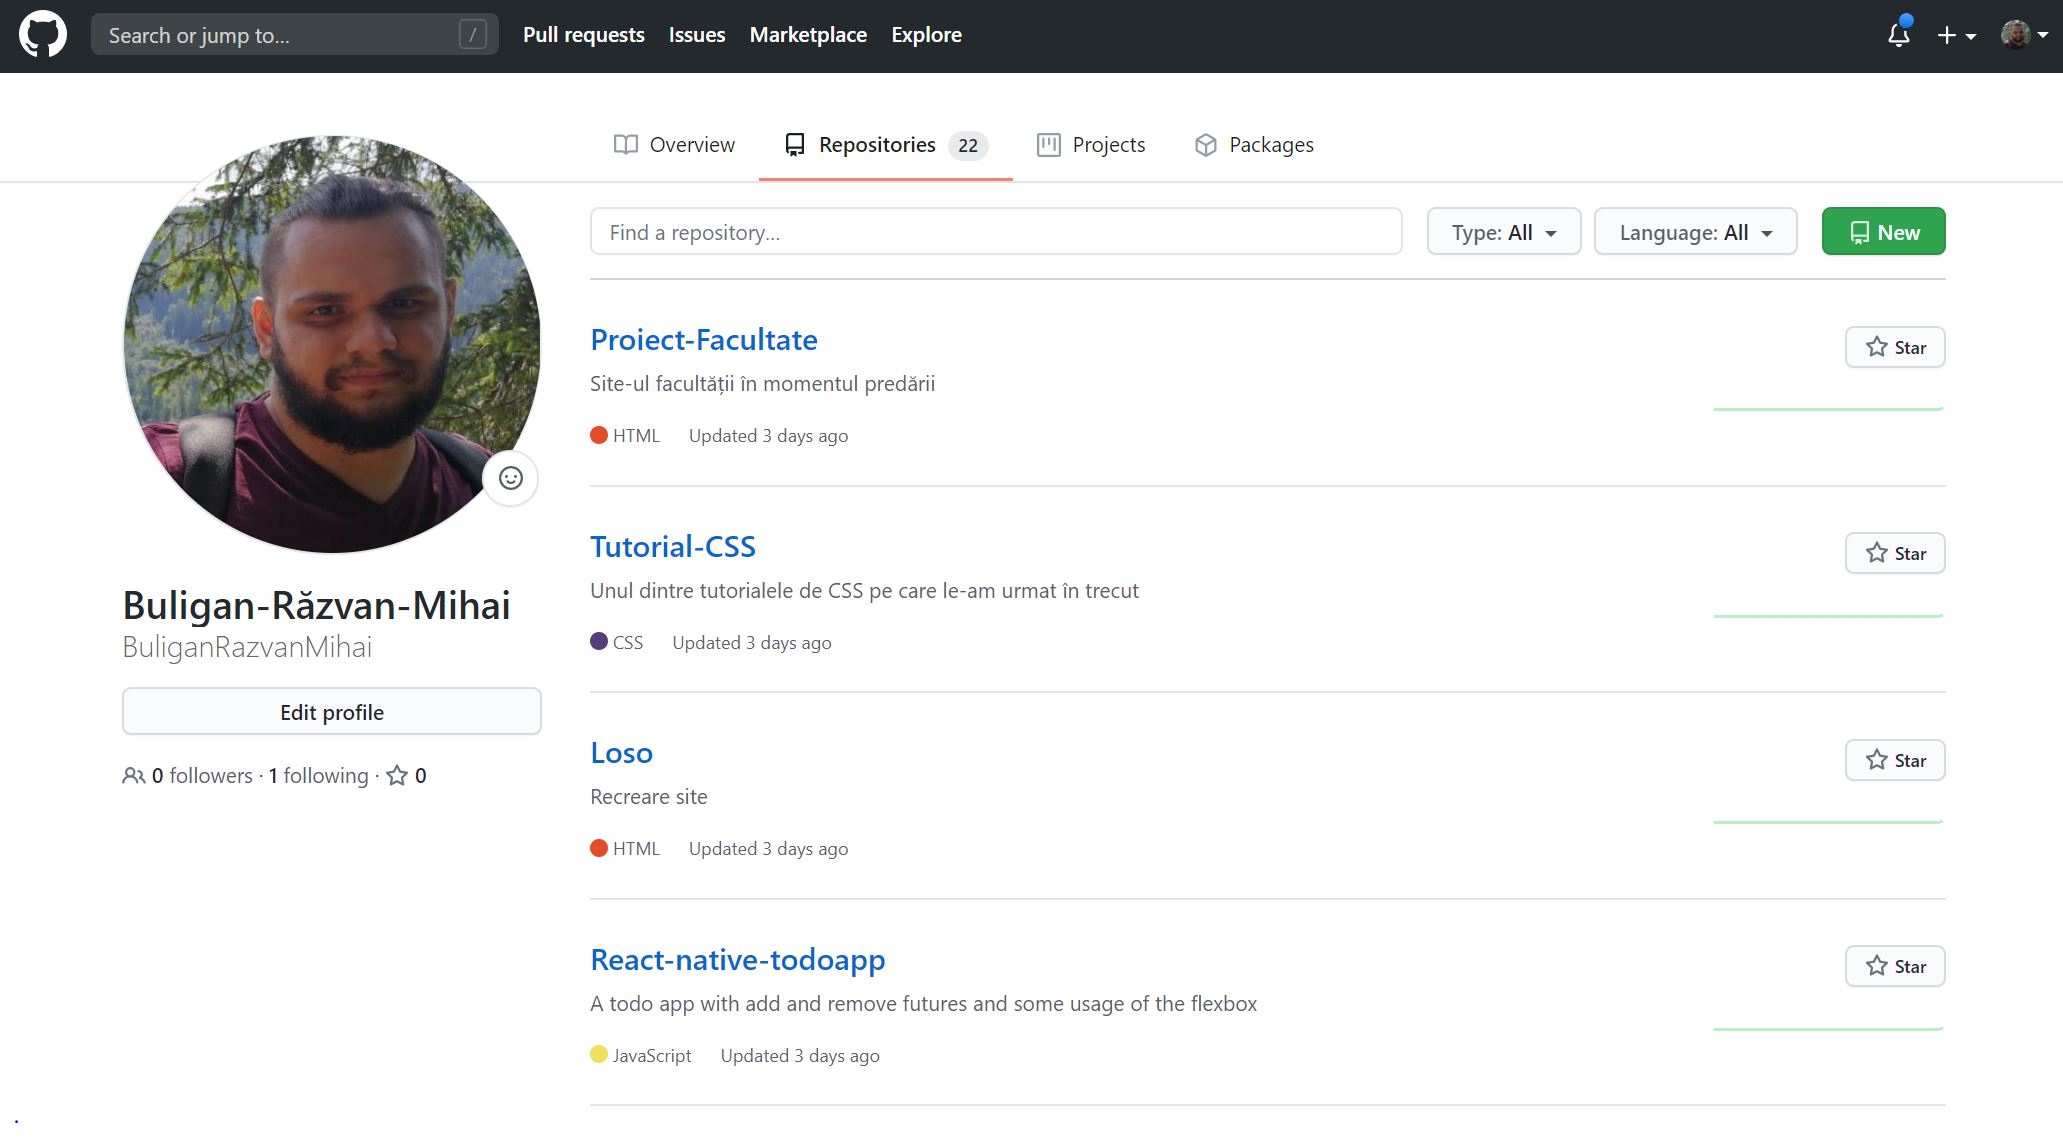 Search or jump to... /
Pull requests Issues Marketplace Explore
Overview Repositories 22 Projects Packages
Find a repository... Type: All Language: All New
Buligan-Răzvan-Mihai
BuliganRazvanMihai
Edit profile
0 followers · 1 following · 0
Proiect-Facultate
Star
Site-ul facultății în momentul predării
HTML Updated 3 days ago
Tutorial-CSS
Star
Unul dintre tutorialele de CSS pe care le-am urmat în trecut
CSS Updated 3 days ago
Loso
Star
Recreare site
HTML Updated 3 days ago
React-native-todoapp
Star
A todo app with add and remove futures and some usage of the flexbox
JavaScript Updated 3 days ago